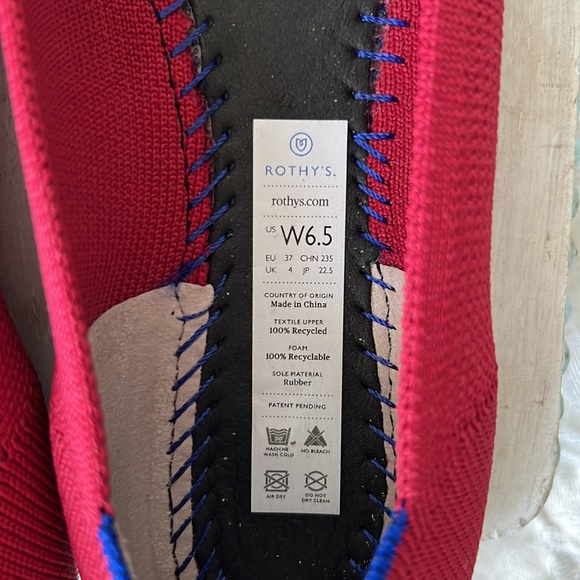 ROTHY'S.
rothys.com
US W6.5
EU 37 CHN 235
UK 4 JP 22.5
COUNTRY OF ORIGIN
Made in China
TEXTILE UPPER
100% Recycled
FOAM
100% Recyclable
SOLE MATERIAL
Rubber
PATENT PENDING
MACHINE WASH COLD
NO BLEACH
AIR DRY
DO NOT DRY CLEAN